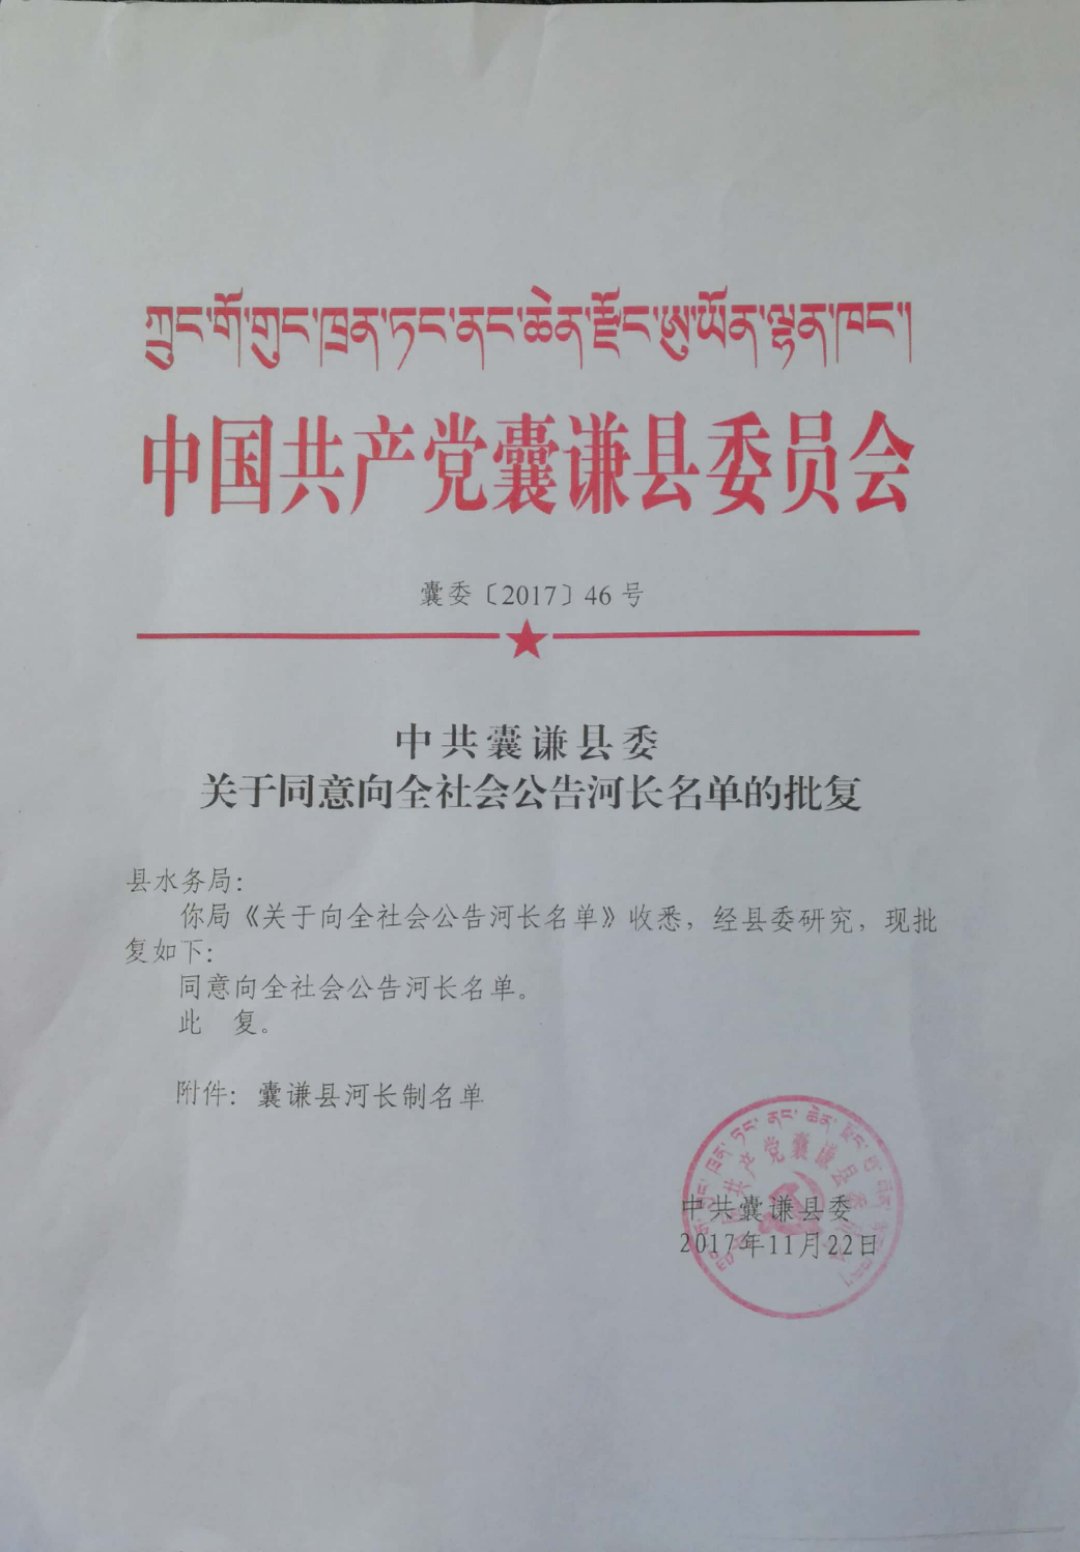 ཀྲུང་གོ་གུང་ཁྲན་ཏང་ནང་ཆེན་རྫོང་ཨུ་ཡོན་ལྷན་ཁང་།
中国共产党囊谦县委员会
囊委〔2017〕46 号
中共囊谦县委
关于同意向全社会公告河长名单的批复
县水务局：
你局《关于向全社会公告河长名单》收悉，经县委研究，现批
复如下：
同意向全社会公告河长名单。
此　复。
附件：囊谦县河长制名单
中共囊谦县委
2017年11月22日